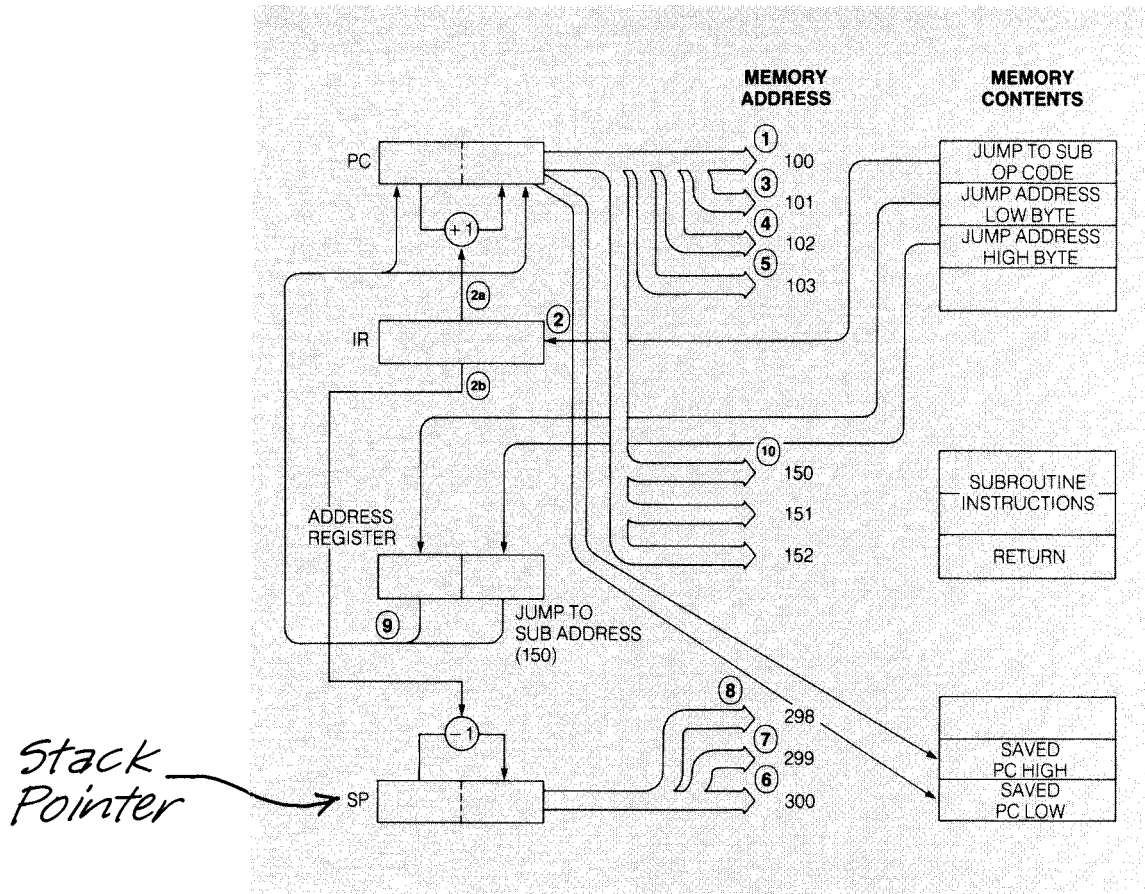 MEMORY
ADDRESS
MEMORY
CONTENTS
1
100
JUMP TO SUB
OP CODE
PC
3
101
JUMP ADDRESS
LOW BYTE
+1
4
102
JUMP ADDRESS
HIGH BYTE
5
103
2a
IR
2
2b
10
150
SUBROUTINE
INSTRUCTIONS
151
ADDRESS
REGISTER
152
RETURN
9
JUMP TO
SUB ADDRESS
(150)
8
298
-1
7
299
SAVED
PC HIGH
Stack
Pointer
SP
6
300
SAVED
PC LOW